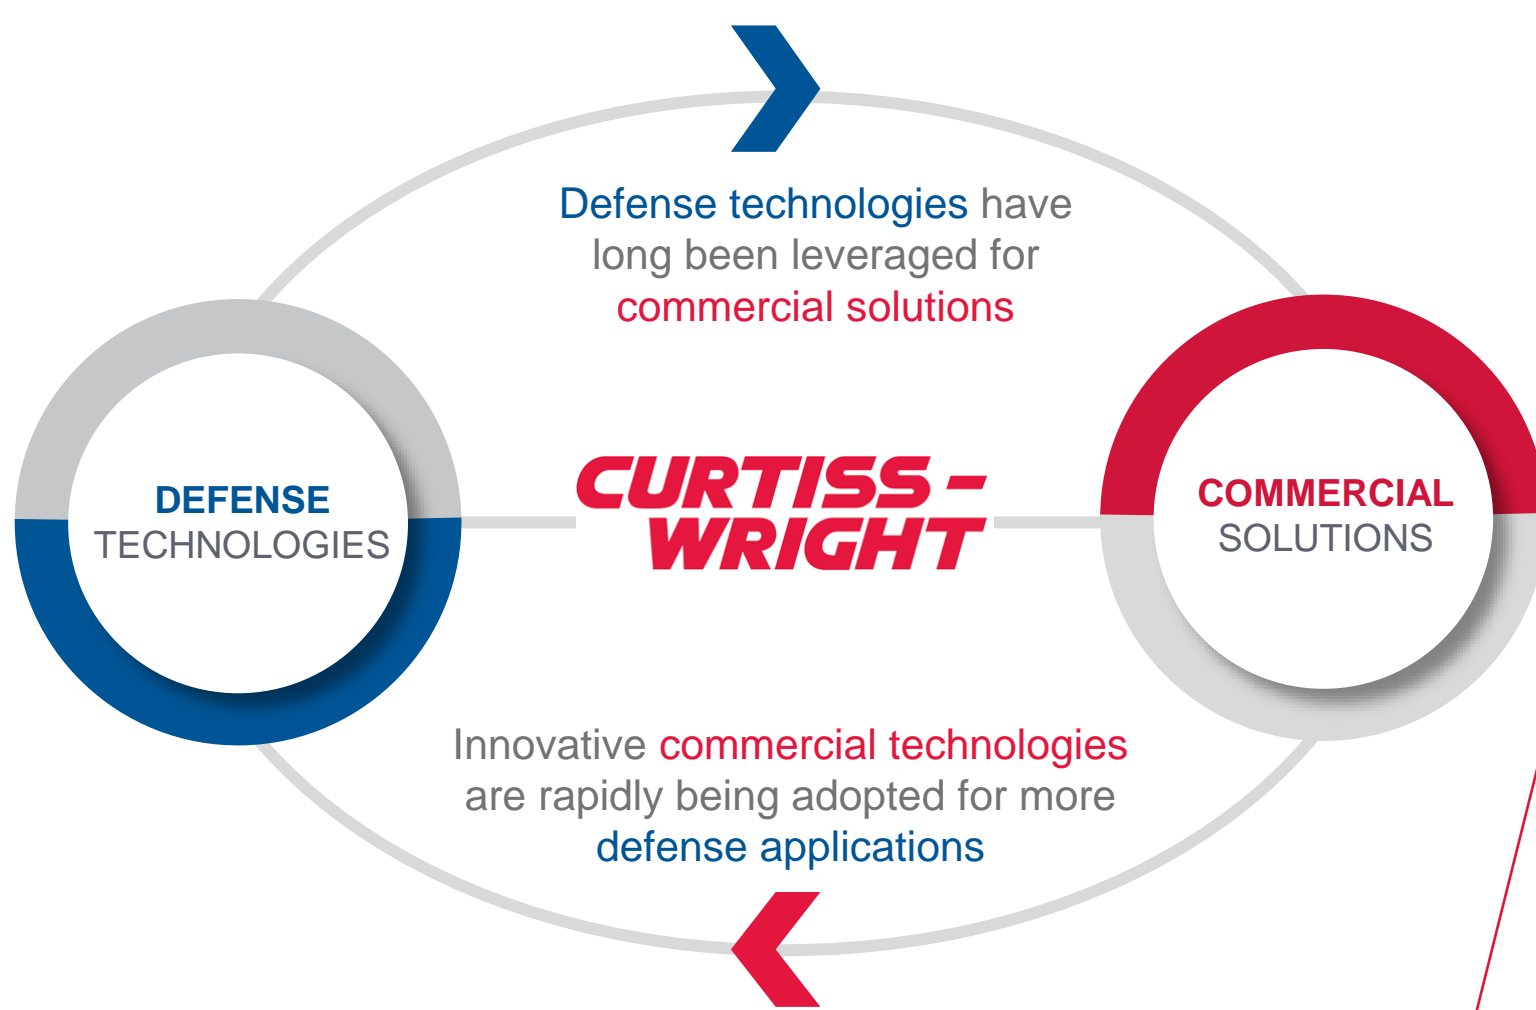 Defense technologies have
long been leveraged for
commercial solutions
DEFENSE
TECHNOLOGIES
CURTISS -
WRIGHT
COMMERCIAL
SOLUTIONS
Innovative commercial technologies
are rapidly being adopted for more
defense applications